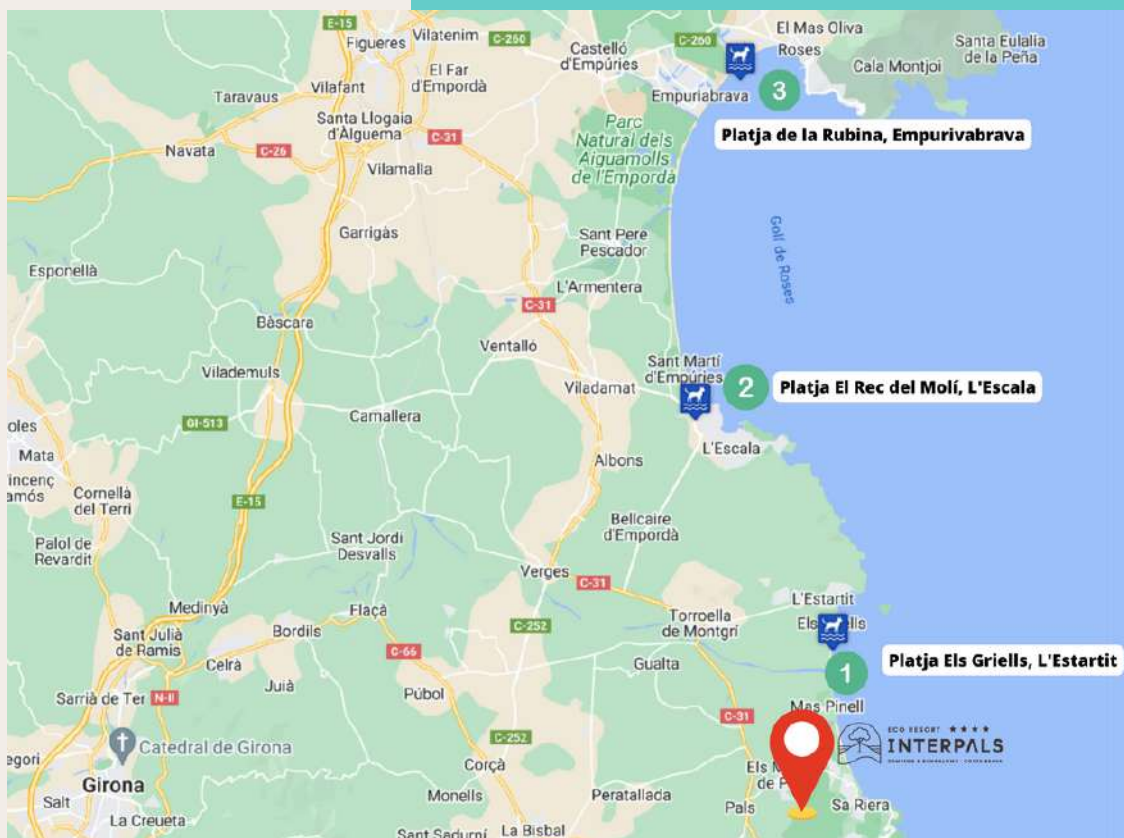 E-15
Vilatenim
Figueres
C-260
Castelló
d'Empúries
C-260
El Mas Oliva
Roses
Santa Eulalia
de la Peña
Cala Montjoi
El Far
d'Empordà
Vilafant
Taravaus
Empuriabrava
3
Santa Llogaia
d'Àlguema
C-31
Parc
Natural dels
Aiguamolls
de l'Empordà
Platja de la Rubina, Empurivabrava
Navata
C-26
Vilamalla
Garrigàs
Sant Pere
Pescador
Golf de Roses
Esponellà
L'Armentera
C-31
Bàscara
Ventalló
Sant Martí
d'Empúries
2
Platja El Rec del Molí, L'Escala
Vilademuls
Viladamat
Camallera
GI-513
oles
Mata
L'Escala
incenç
amós
Albons
Cornellà
del Terri
E-15
Bellcaire
d'Empordà
Sant Jordi
Desvalls
Palol de
Revardit
Verges
C-31
L'Estartit
Medinyà
Flaçà
Torroella
de Montgrí
Sant Julià
de Ramis
Bordils
C-252
C-66
Gualta
1
Platja Els Griells, L'Estartit
Celrà
Juià
Púbol
Sarrià de Ter
N-II
Mas Pinell
C-31
ECO RESORT
INTERPALS
Catedral de Girona
C-252
egori
Corçà
Girona
Monells
Peratallada
Pals
Sa Riera
Salt
La Creueta
Sant Sadurní
La Bisbal